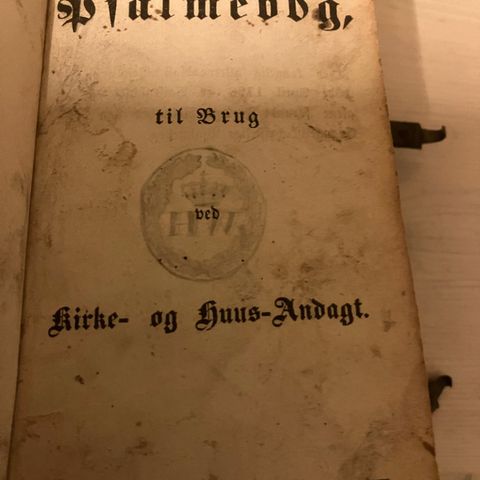 Psalmebog,
til Brug
ved
Kirke- og Huus-Andagt.